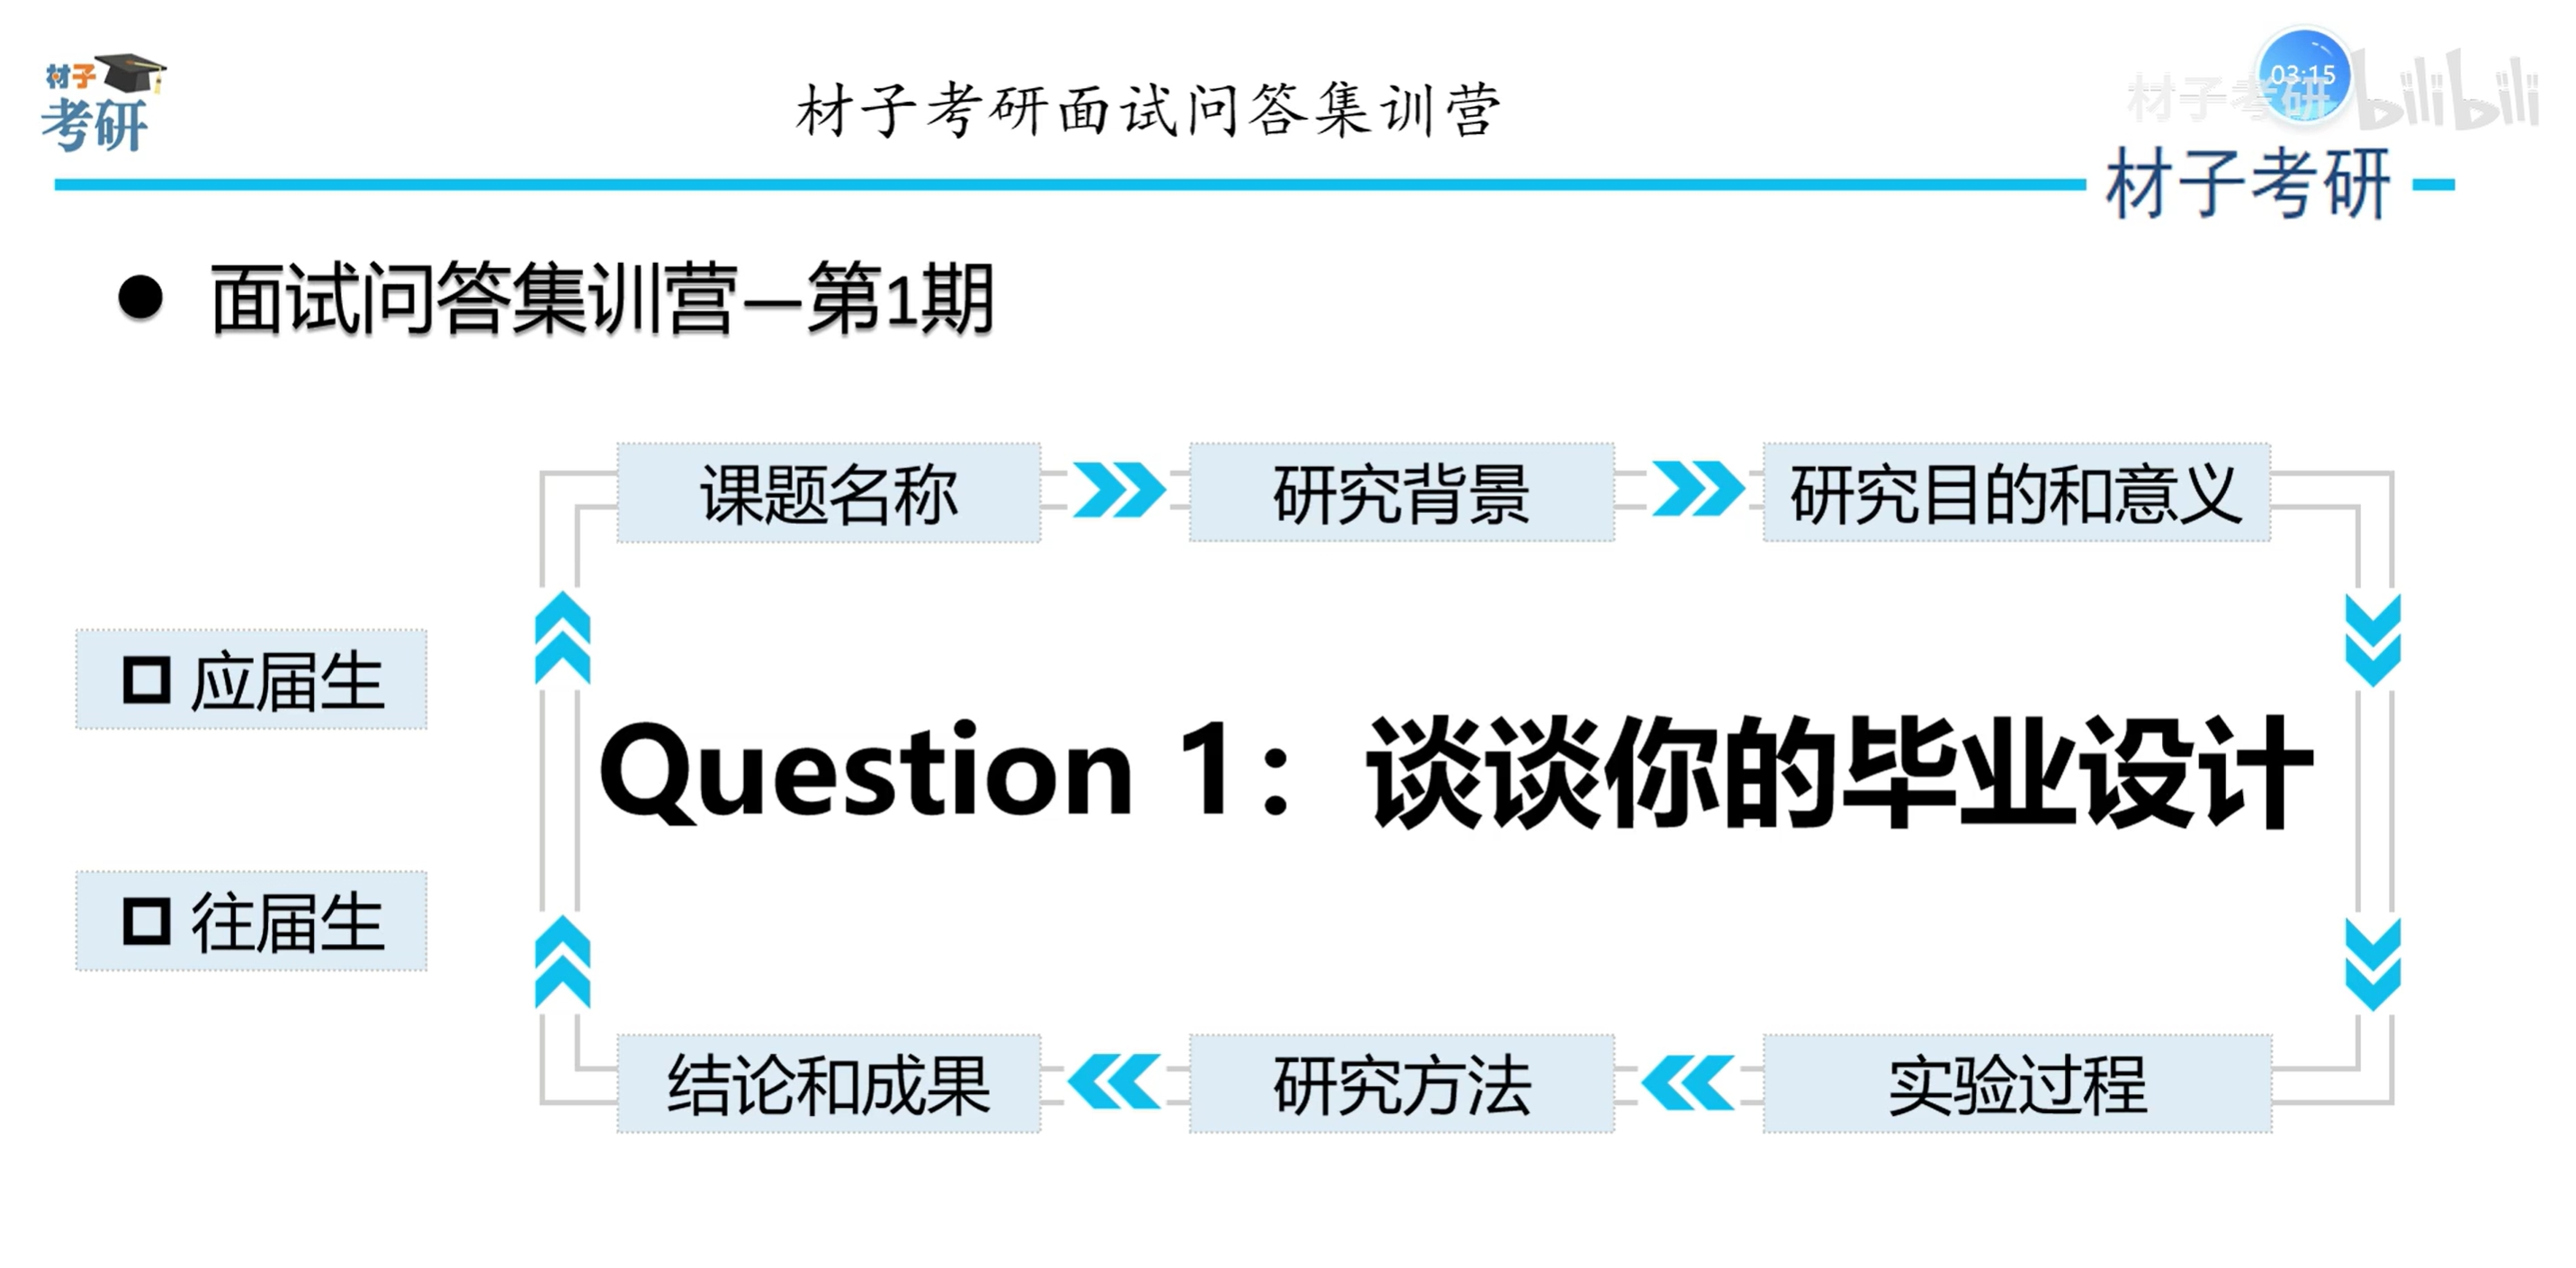 材子
考研
材子考研面试问答集训营
03:15
材子考研 bilibili
材子考研
● 面试问答集训营—第1期
课题名称
研究背景
研究目的和意义
应届生
往届生
Question 1：谈谈你的毕业设计
结论和成果
研究方法
实验过程